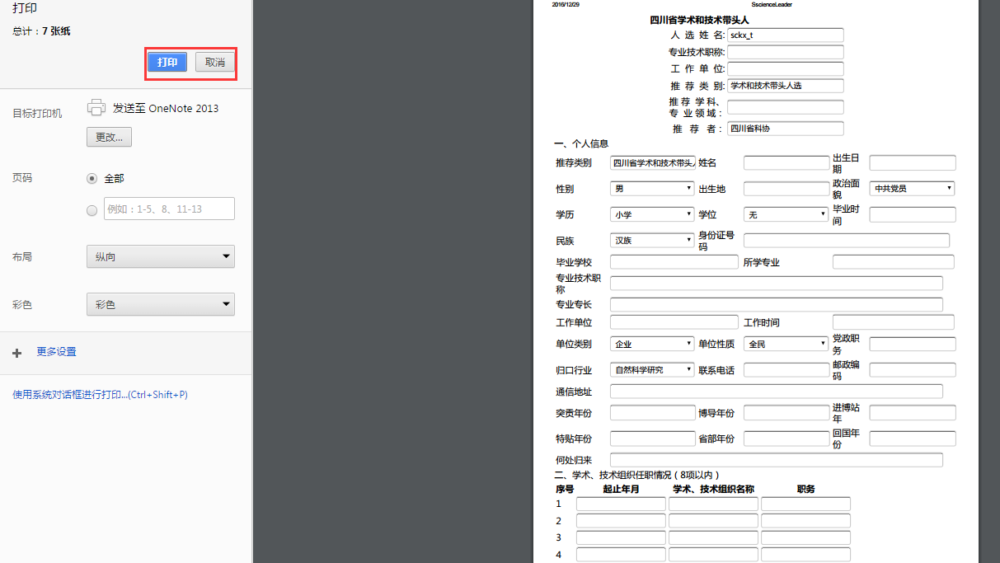 打印
总计：7 张纸
打印 取消
目标打印机 发送至 OneNote 2013
更改...
页码 全部
例如：1-5、8、11-13
布局 纵向
彩色 彩色
更多设置
使用系统对话框进行打印...(Ctrl+Shift+P)
2016/12/29 SscienceLeader
四川省学术和技术带头人
人 选 姓 名: sckx_t
专业技术职称:
工 作 单 位:
推 荐 类 别: 学术和技术带头人选
推 荐 学 科、
专 业 领 域：
推 荐 者： 四川省科协
一、个人信息
推荐类别 四川省学术和技术带头人 姓名 出生日
期
性别 男 出生地 政治面
貌 中共党员
学历 小学 学位 无 毕业时
间
民族 汉族 身份证号
码
毕业学校 所学专业
专业技术职
称
专业专长
工作单位 工作时间
单位类别 企业 单位性质 全民 党政职
务
归口行业 自然科学研究 联系电话 邮政编
码
通信地址
突贡年份 博导年份 进博站
年
特贴年份 省部年份 回国年
份
何处归来
二、学术、技术组织任职情况（8项以内）
序号 起止年月 学术、技术组织名称 职务
1
2
3
4